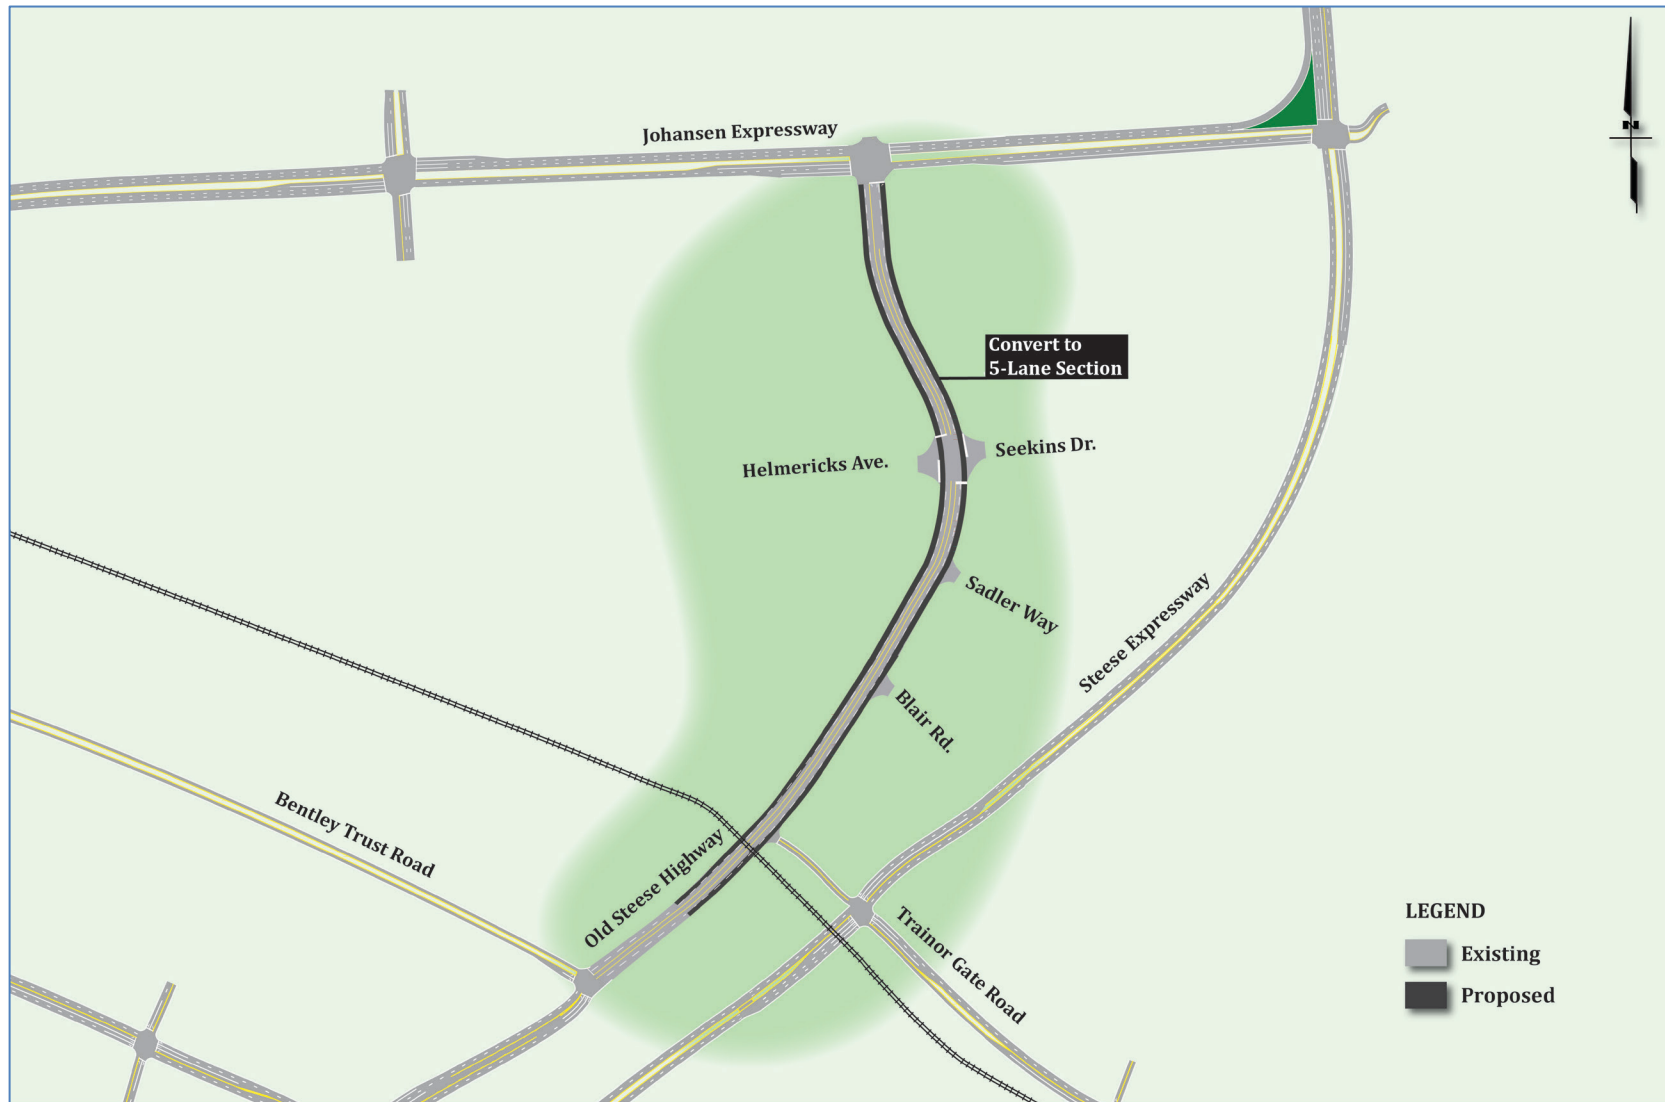 Johansen Expressway
N
Convert to
5-Lane Section
Seekins Dr.
Helmericks Ave.
Sadler Way
Steese Expressway
Blair Rd.
Bentley Trust Road
Old Steese Highway
Trainor Gate Road
LEGEND
Existing
Proposed